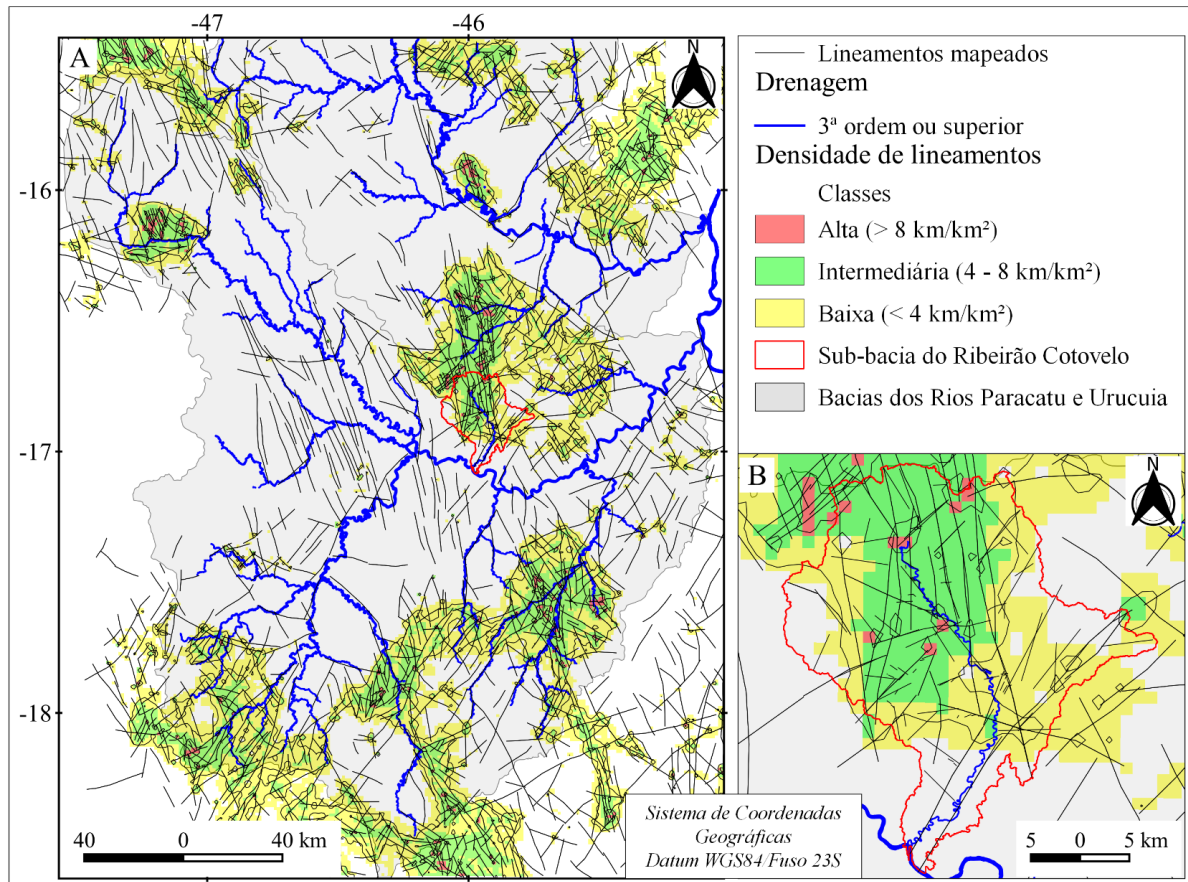 -47
-46
A
N
-16
-17
-18
40
0
40 km
Lineamentos mapeados
Drenagem
3ª ordem ou superior
Densidade de lineamentos
Classes
Alta (> 8 km/km²)
Intermediária (4 - 8 km/km²)
Baixa (< 4 km/km²)
Sub-bacia do Ribeirão Cotovelo
Bacias dos Rios Paracatu e Urucuia
B
N
5
0
5 km
Sistema de Coordenadas
Geográficas
Datum WGS84/Fuso 23S
-47
-46